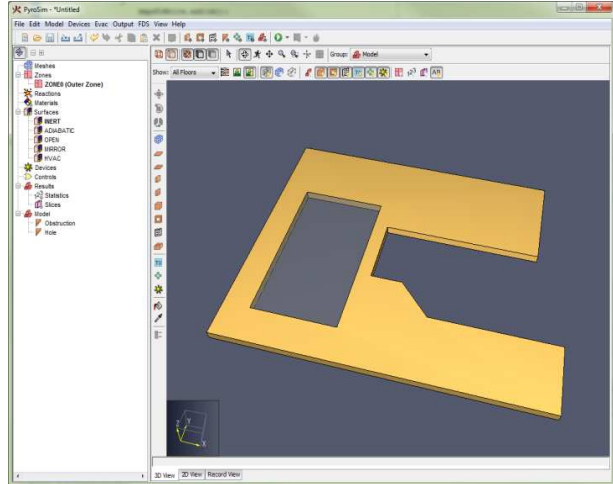 PyroSim - *Untitled
File Edit Model Devices Evac Output FDS View Help
Group: Model
Show: All Floors
Meshes
Zones
ZONE0 (Outer Zone)
Reactions
Materials
Surfaces
INERT
ADIABATIC
OPEN
MIRROR
HVAC
Devices
Controls
Results
Statistics
Slices
Model
Obstruction
Hole
Z
Y
X
3D View 2D View Record View